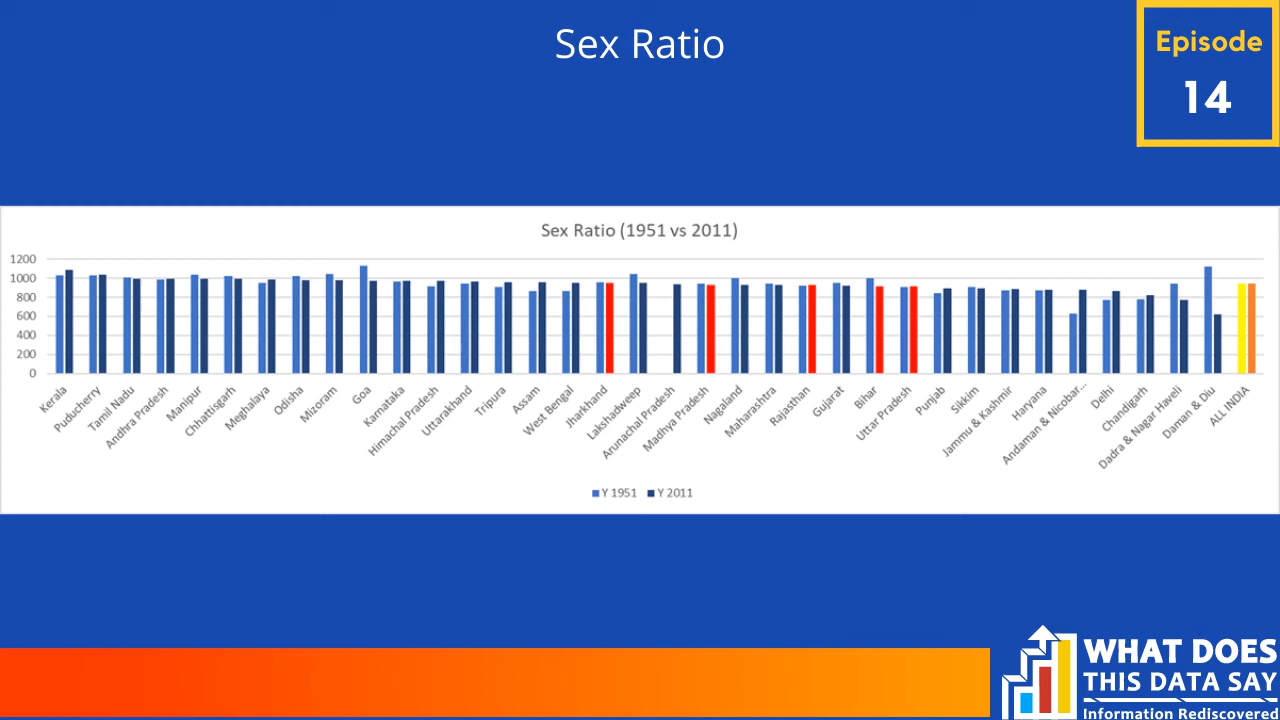 Sex Ratio
Episode
14
Sex Ratio (1951 vs 2011)
1200
1000
800
600
400
200
0
Kerala
Puducherry
Tamil Nadu
Andhra Pradesh
Manipur
Chhattisgarh
Meghalaya
Odisha
Mizoram
Goa
Karnataka
Himachal Pradesh
Uttarakhand
Tripura
Assam
West Bengal
Jharkhand
Lakshadweep
Arunachal Pradesh
Madhya Pradesh
Nagaland
Maharashtra
Rajasthan
Gujarat
Bihar
Uttar Pradesh
Punjab
Sikkim
Jammu & Kashmir
Haryana
Andaman & Nicobar...
Delhi
Chandigarh
Dadra & Nagar Haveli
Daman & Diu
ALL INDIA
Y 1951 Y 2011
WHAT DOES
THIS DATA SAY
Information Rediscovered